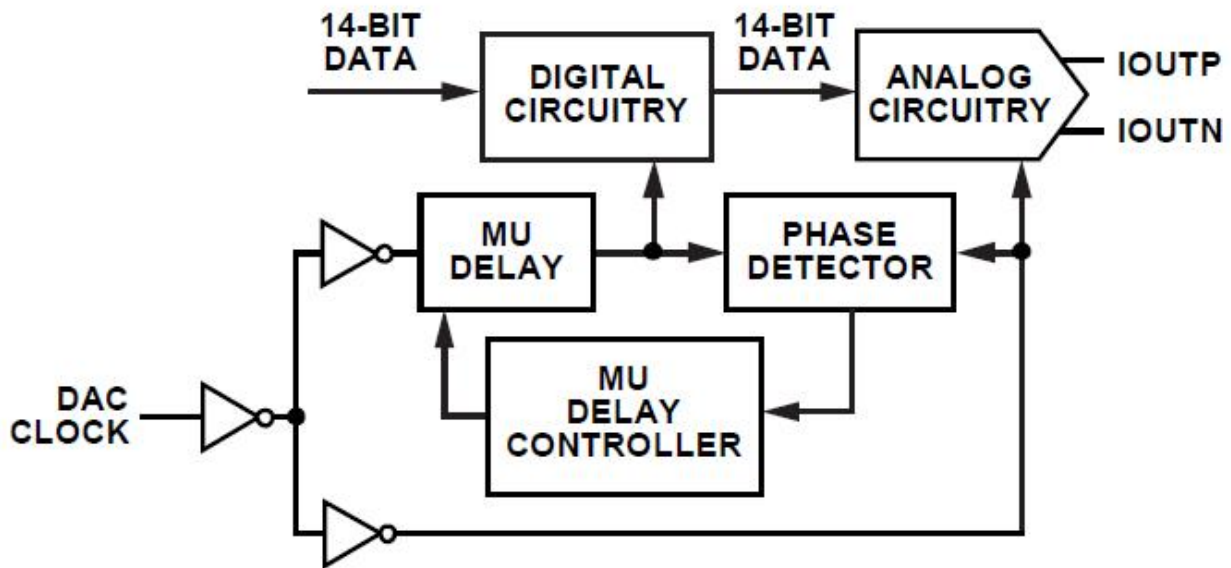 14-BIT
DATA
DIGITAL
CIRCUITRY
14-BIT
DATA
ANALOG
CIRCUITRY
IOUTP
IOUTN
MU
DELAY
PHASE
DETECTOR
MU
DELAY
CONTROLLER
DAC
CLOCK